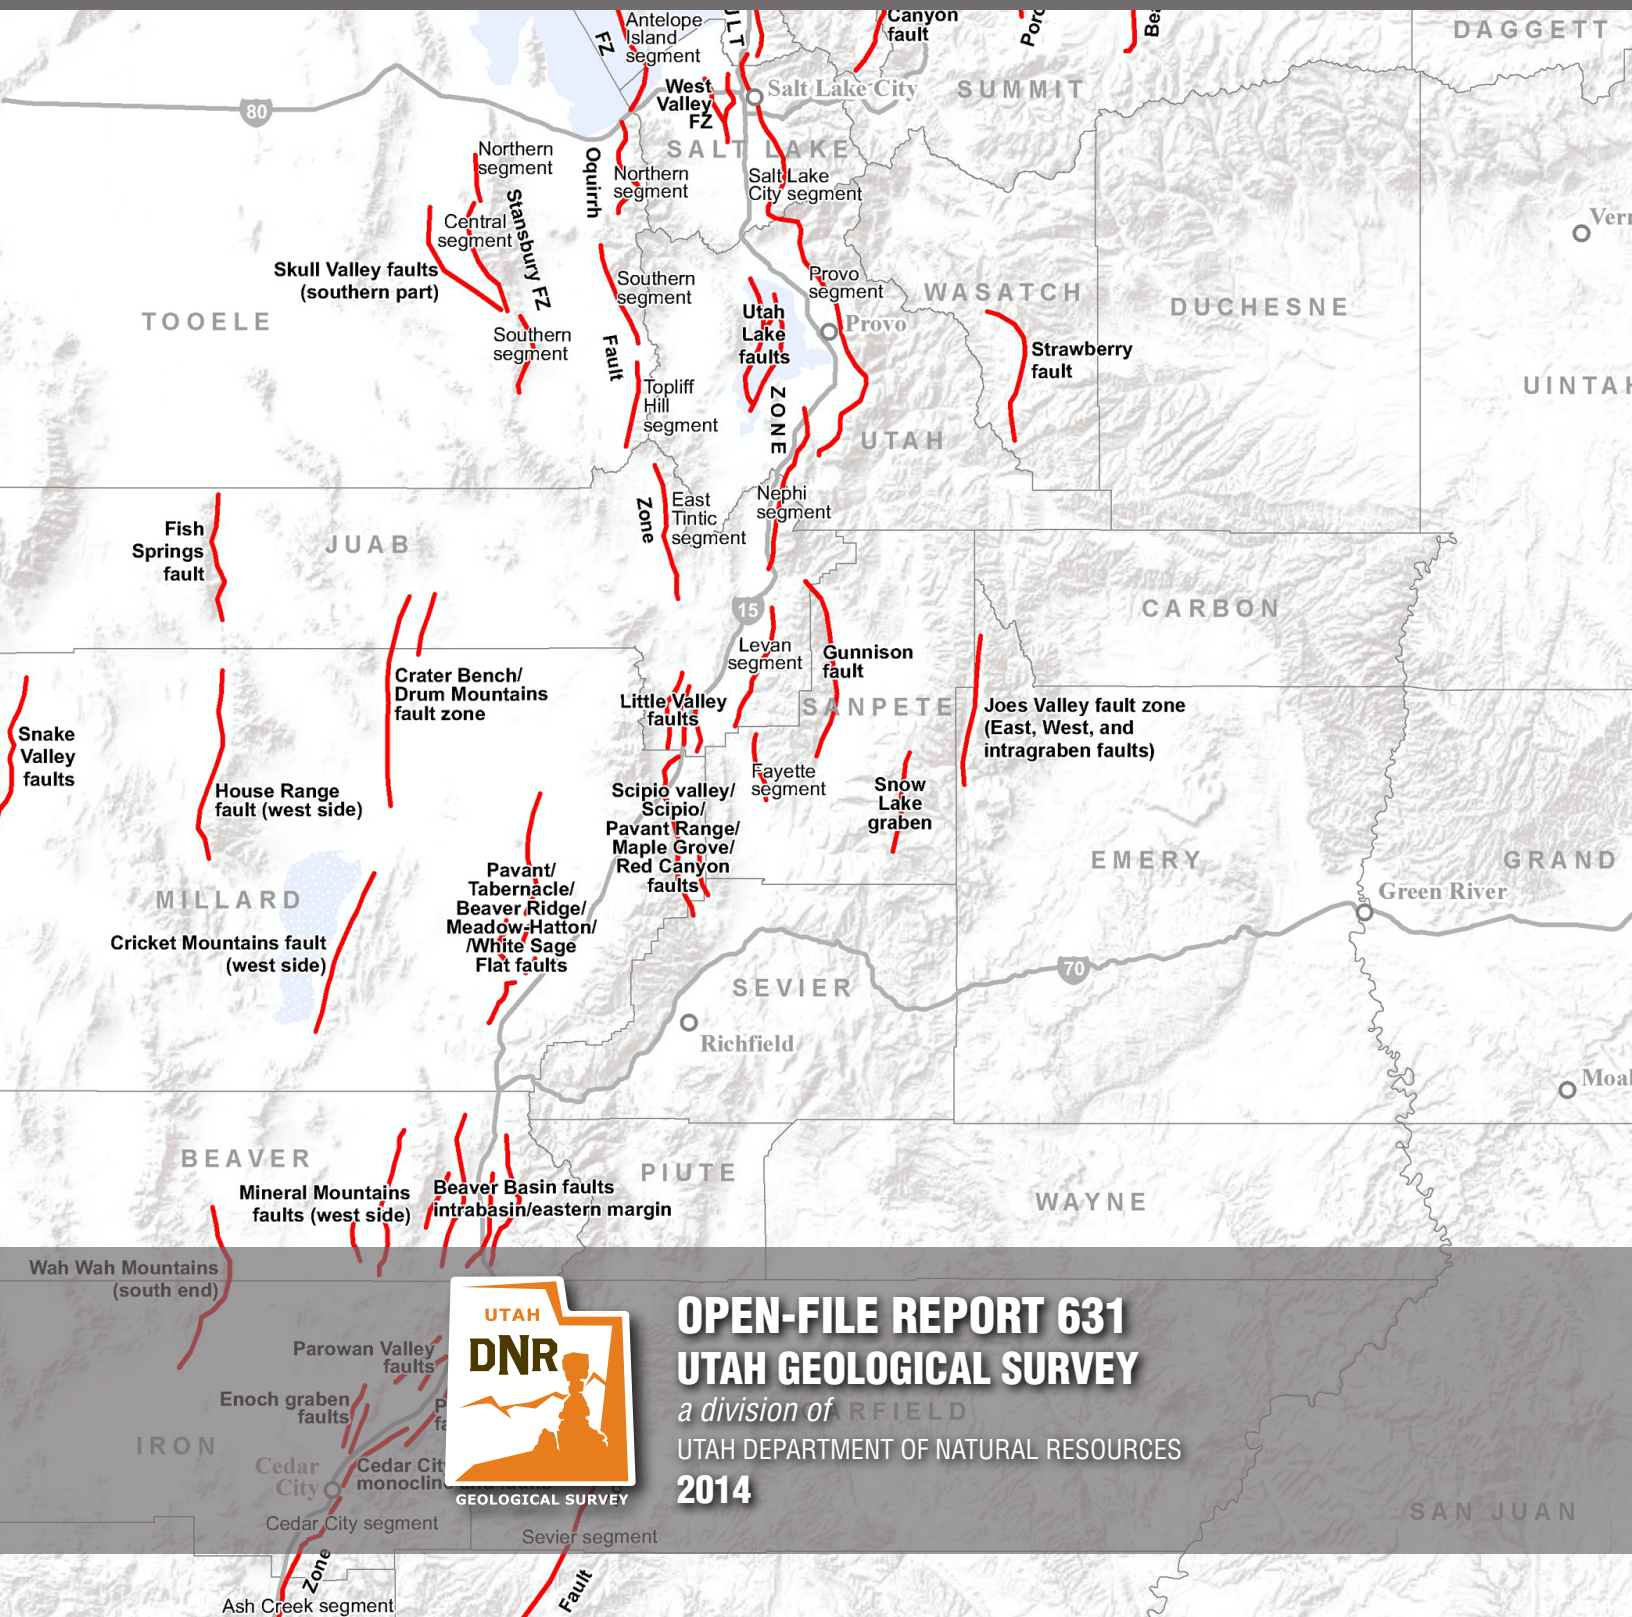 Antelope
Island
segment
FZ
ULT
Canyon
fault
DAGGETT
West
Valley
FZ
Salt Lake City
SUMMIT
80
SALT LAKE
Northern
segment
Oquirrh
Northern
segment
Salt Lake
City segment
Stansbury FZ
Central
segment
Skull Valley faults
(southern part)
Southern
segment
Provo
segment
WASATCH
DUCHESNE
TOOELE
Utah
Lake
faults
Provo
Southern
segment
Fault
Strawberry
fault
Topliff
Hill
segment
ZONE
UTAH
Zone
East
Tintic
segment
Nephi
segment
Fish
Springs
fault
JUAB
15
CARBON
Levan
segment
Gunnison
fault
Crater Bench/
Drum Mountains
fault zone
Little Valley
faults
SANPETE
Joes Valley fault zone
(East, West, and
intragraben faults)
Snake
Valley
faults
House Range
fault (west side)
Fayette
segment
Snow
Lake
graben
Scipio valley/
Scipio/
Pavant Range/
Maple Grove/
Red Canyon
faults
EMERY
GRAND
Pavant/
Tabernacle/
Beaver Ridge/
Meadow-Hatton/
/White Sage
Flat faults
MILLARD
Green River
Cricket Mountains fault
(west side)
70
SEVIER
Richfield
BEAVER
PIUTE
Mineral Mountains
faults (west side)
Beaver Basin faults
intrabasin/eastern margin
WAYNE
Wah Wah Mountains
(south end)
UTAH
DNR
GEOLOGICAL SURVEY
OPEN-FILE REPORT 631
UTAH GEOLOGICAL SURVEY
a division of
UTAH DEPARTMENT OF NATURAL RESOURCES
2014
Parowan Valley
faults
Enoch graben
faults
IRON
Cedar
City
Cedar City segment
Sevier segment
SAN JUAN
Zone
Fault
Ash Creek segment